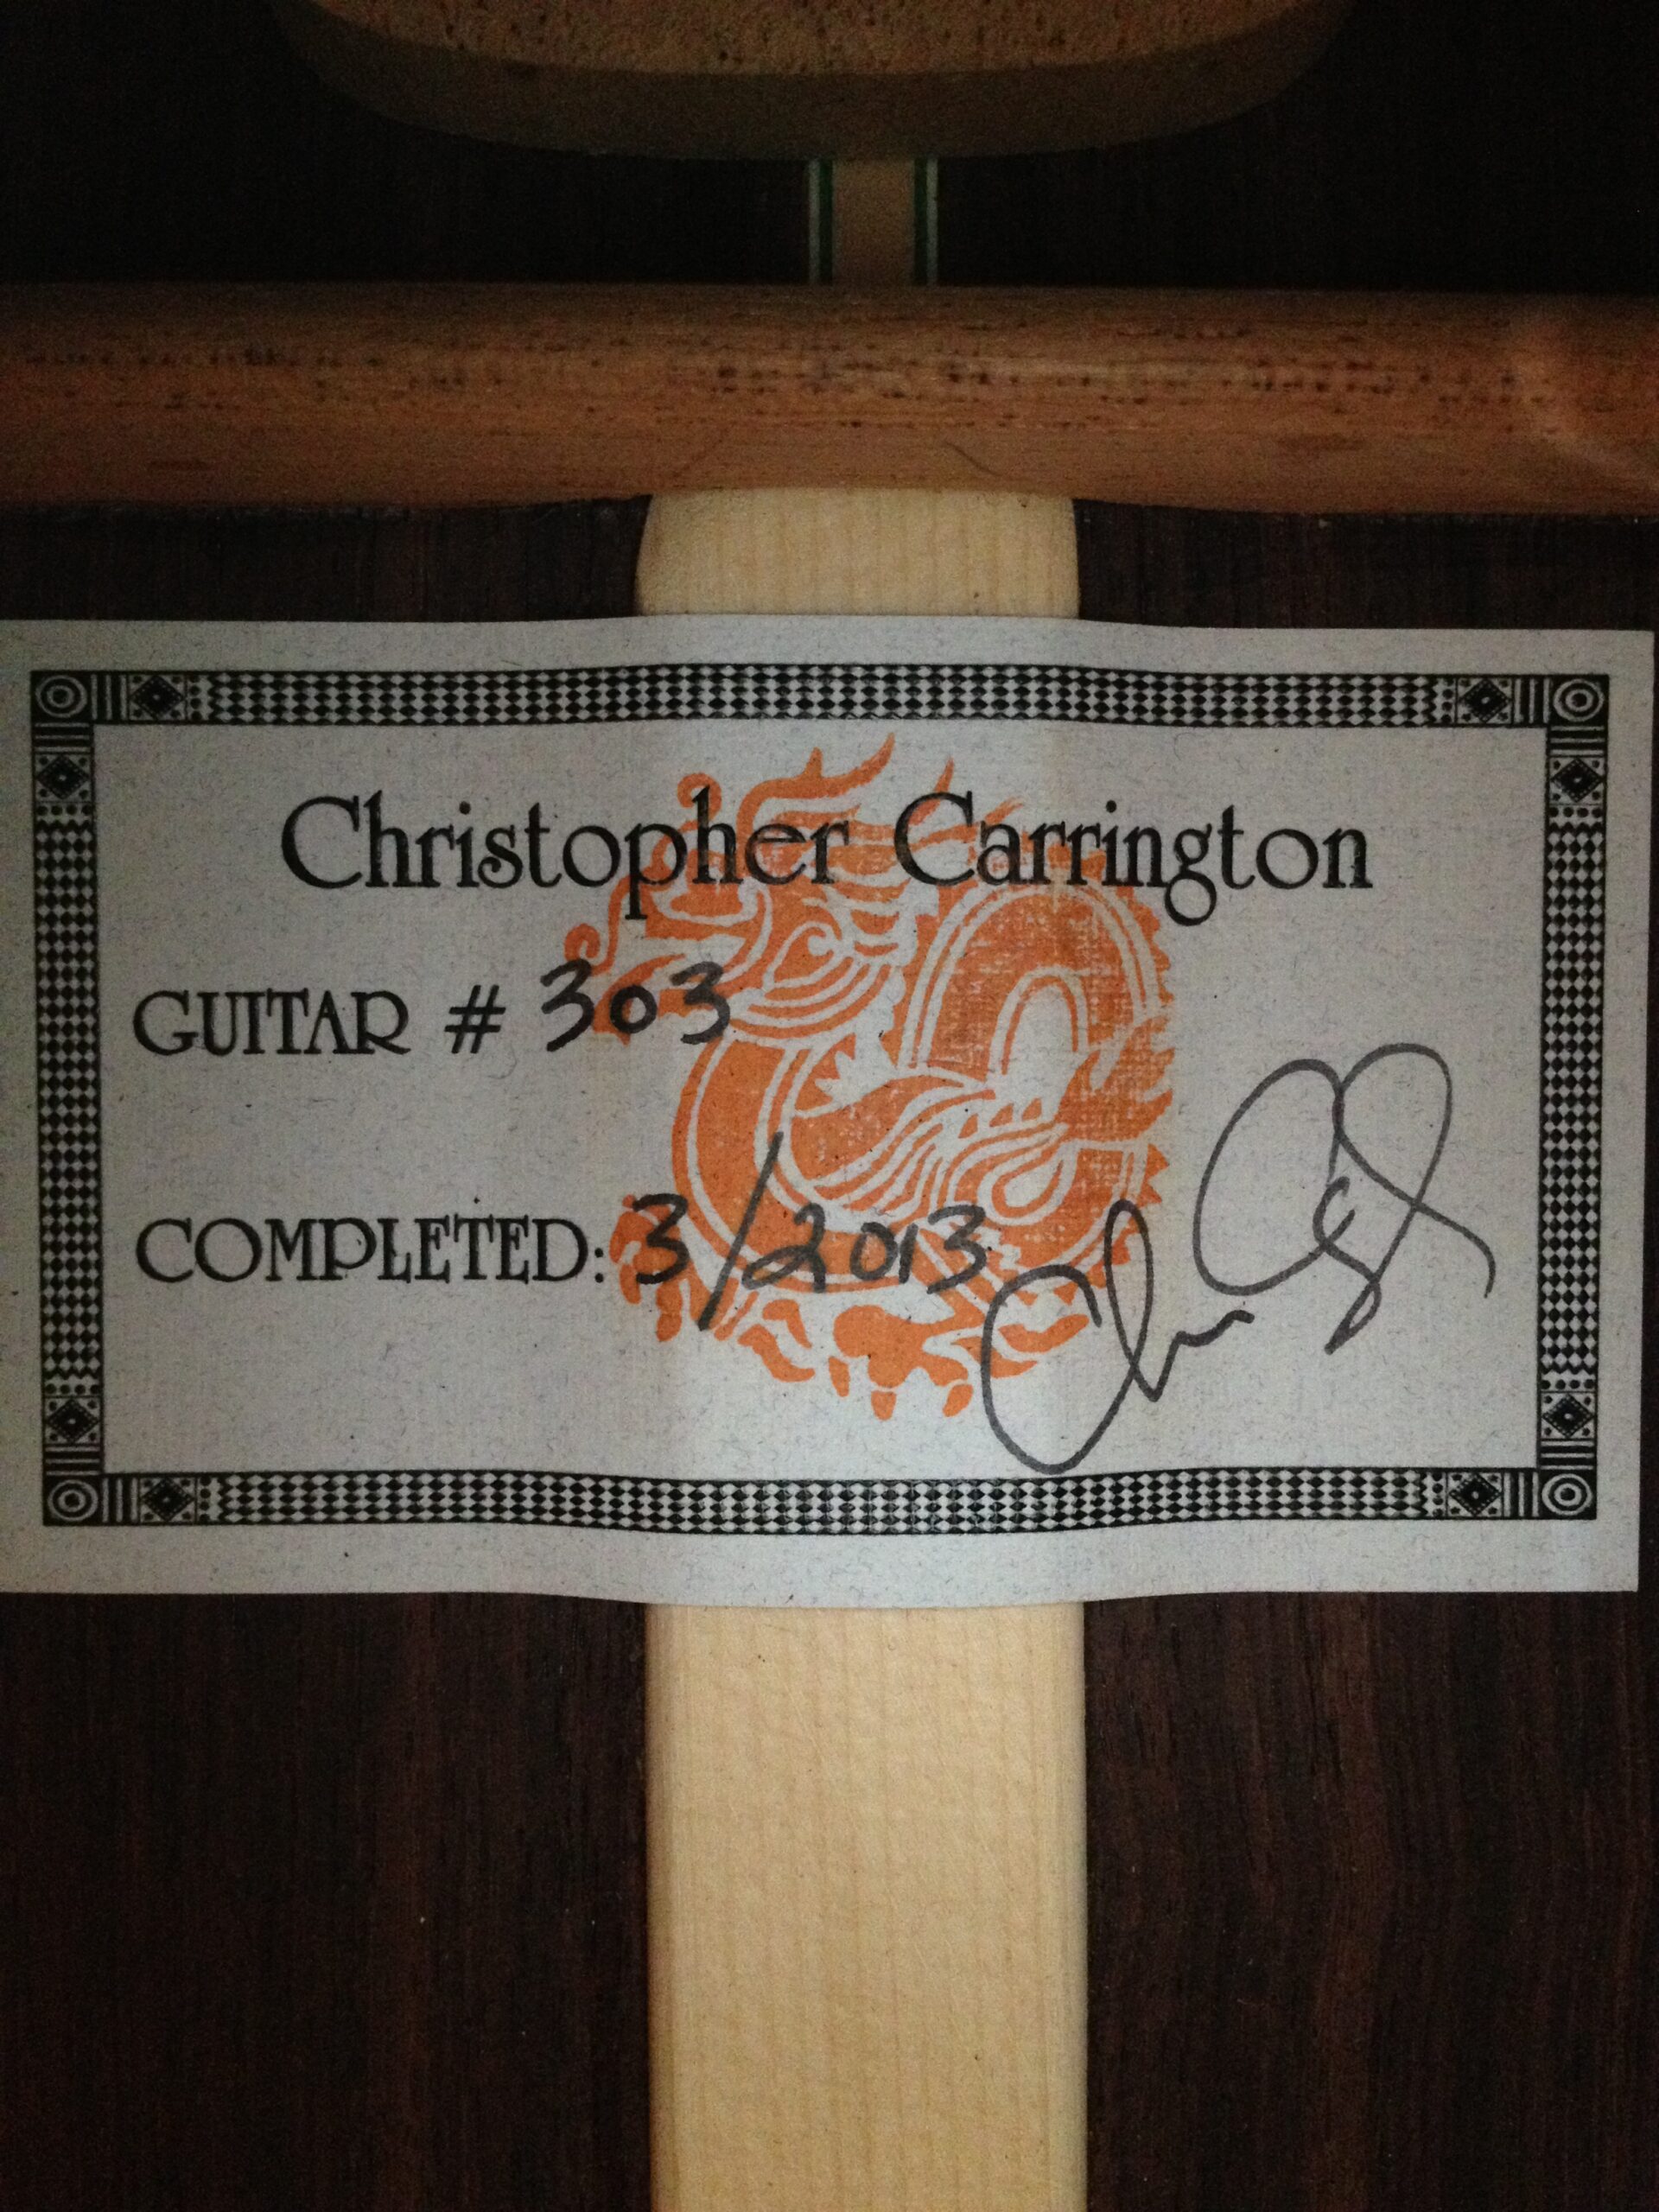 Christopher Carrington
GUITAR # 303
COMPLETED: 3/2013